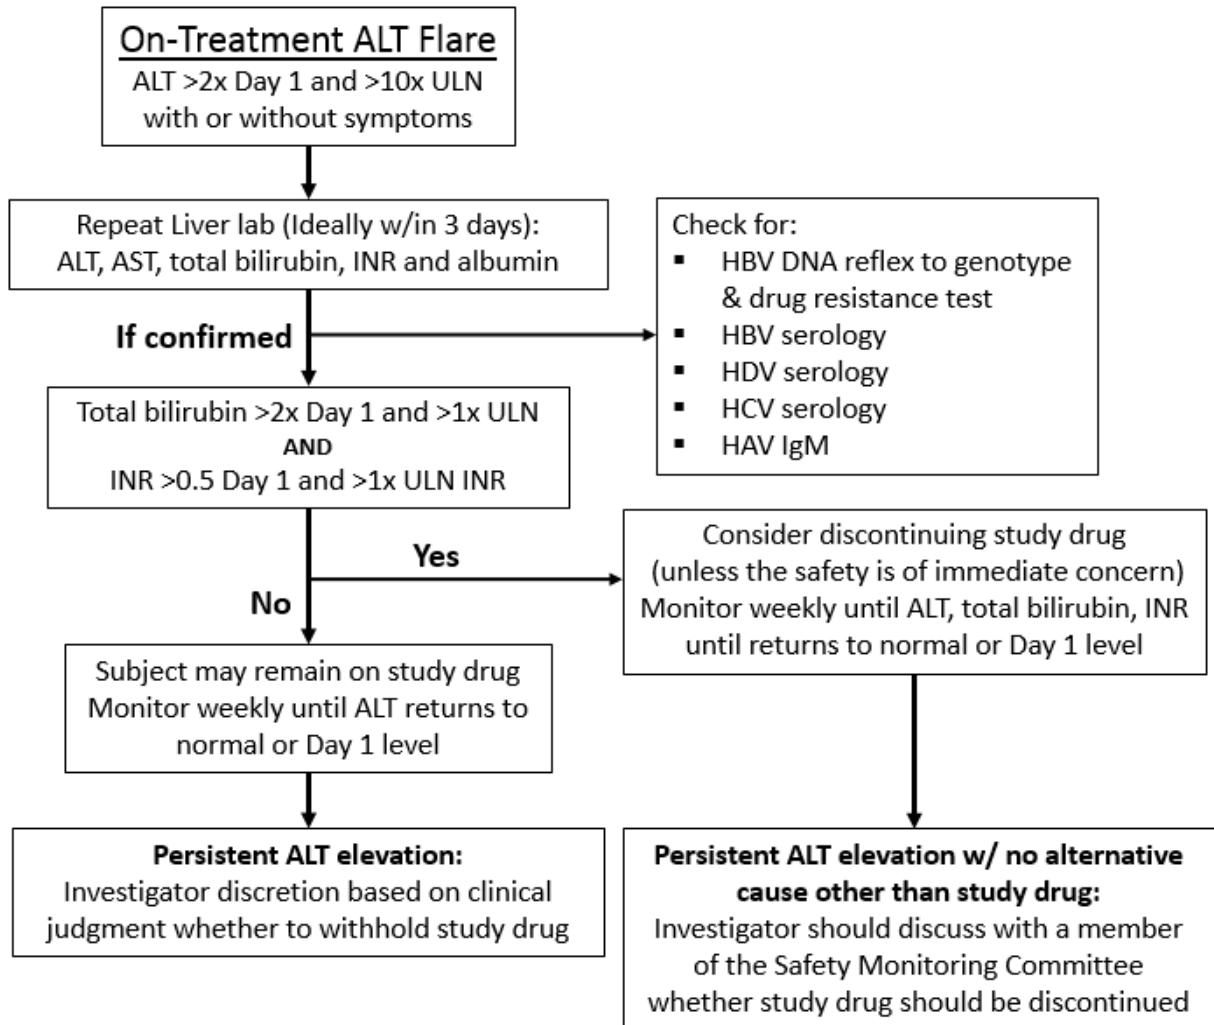 On-Treatment ALT Flare
ALT >2x Day 1 and >10x ULN
with or without symptoms
Repeat Liver lab (Ideally w/in 3 days):
ALT, AST, total bilirubin, INR and albumin
If confirmed
Check for:
▪ HBV DNA reflex to genotype
& drug resistance test
▪ HBV serology
▪ HDV serology
▪ HCV serology
▪ HAV IgM
Total bilirubin >2x Day 1 and >1x ULN
AND
INR >0.5 Day 1 and >1x ULN INR
Yes
No
Consider discontinuing study drug
(unless the safety is of immediate concern)
Monitor weekly until ALT, total bilirubin, INR
until returns to normal or Day 1 level
Subject may remain on study drug
Monitor weekly until ALT returns to
normal or Day 1 level
Persistent ALT elevation:
Investigator discretion based on clinical
judgment whether to withhold study drug
Persistent ALT elevation w/ no alternative
cause other than study drug:
Investigator should discuss with a member
of the Safety Monitoring Committee
whether study drug should be discontinued